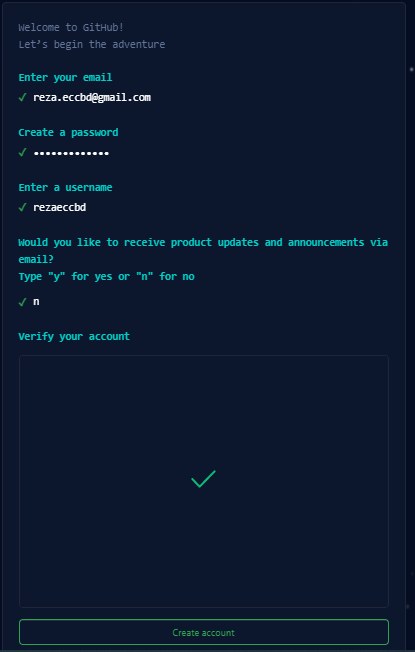 Welcome to GitHub!
Let's begin the adventure
Enter your email
✓ reza.eccbd@gmail.com
Create a password
✓ •••••••••••••
Enter a username
✓ rezaeccbd
Would you like to receive product updates and announcements via
email?
Type "y" for yes or "n" for no
✓ n
Verify your account
Create account